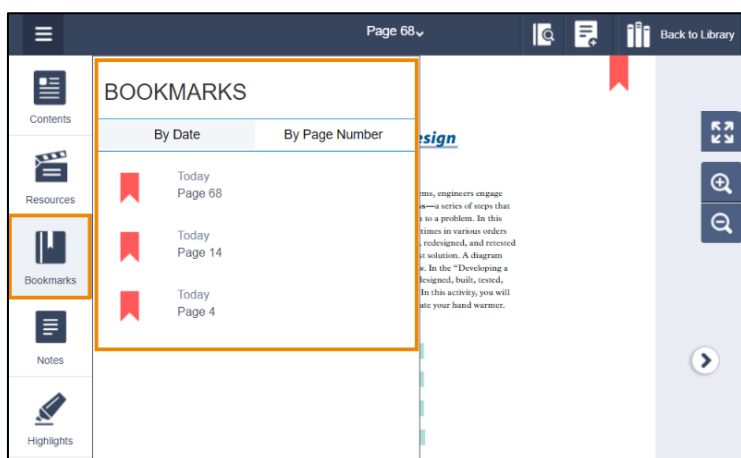 Page 68
Back to Library
Contents
Resources
Bookmarks
Notes
Highlights
BOOKMARKS
By Date
By Page Number
Today
Page 68
Today
Page 14
Today
Page 4
esign
ms, engineers engage
s—a series of steps that
to a problem. In this
times in various orders
, redesigned, and retested
st solution. A diagram
w. In the “Developing a
designed, built, tested,
In this activity, you will
ate your hand warmer.